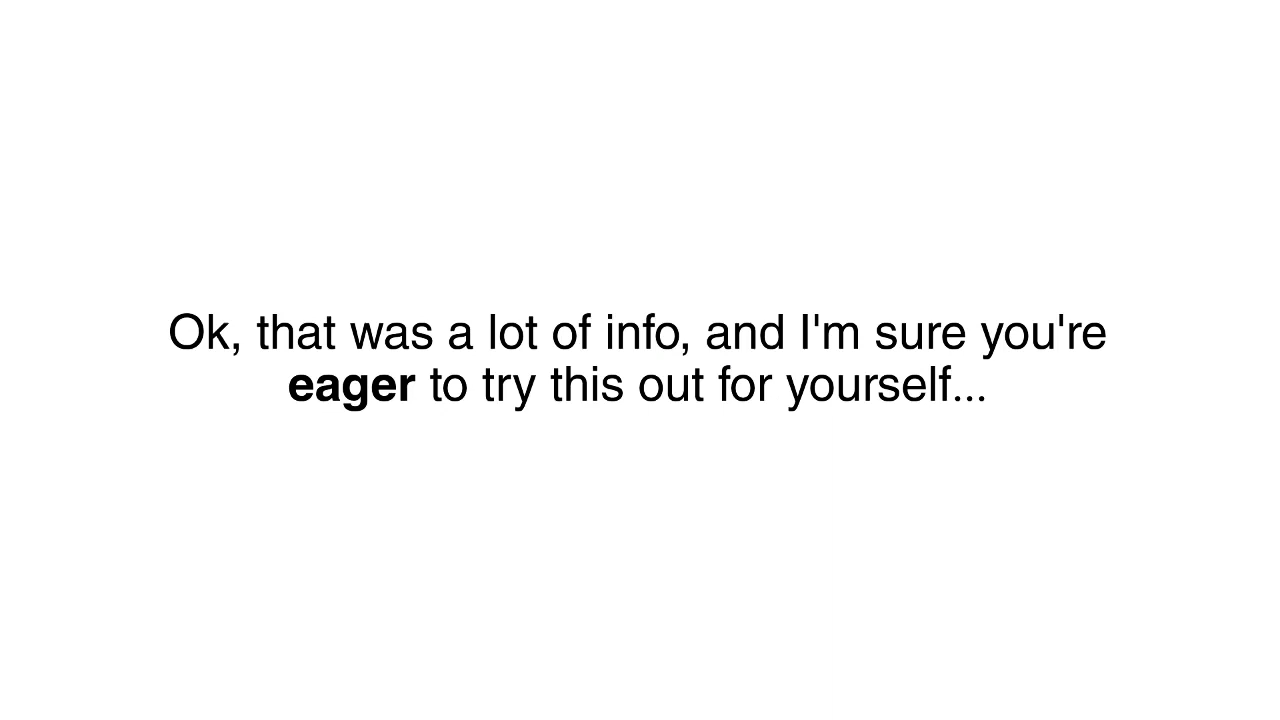 Ok, that was a lot of info, and I'm sure you're
eager to try this out for yourself...